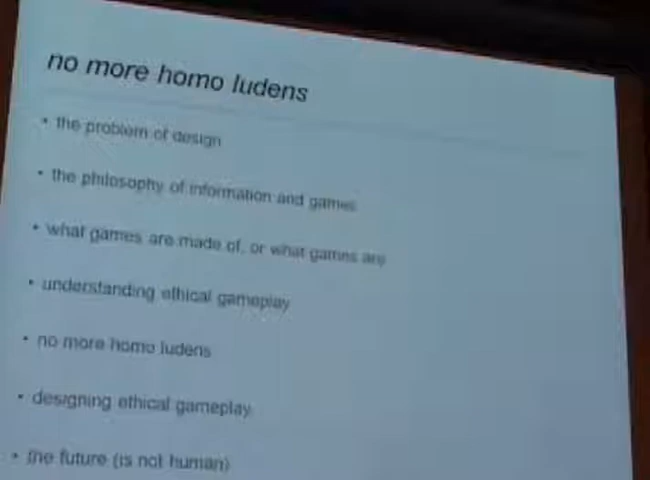 no more homo ludens
• the problem of design
• the philosophy of information and games
• what games are made of, or what games are
• understanding ethical gameplay
• no more homo ludens
• designing ethical gameplay
• the future (is not human)